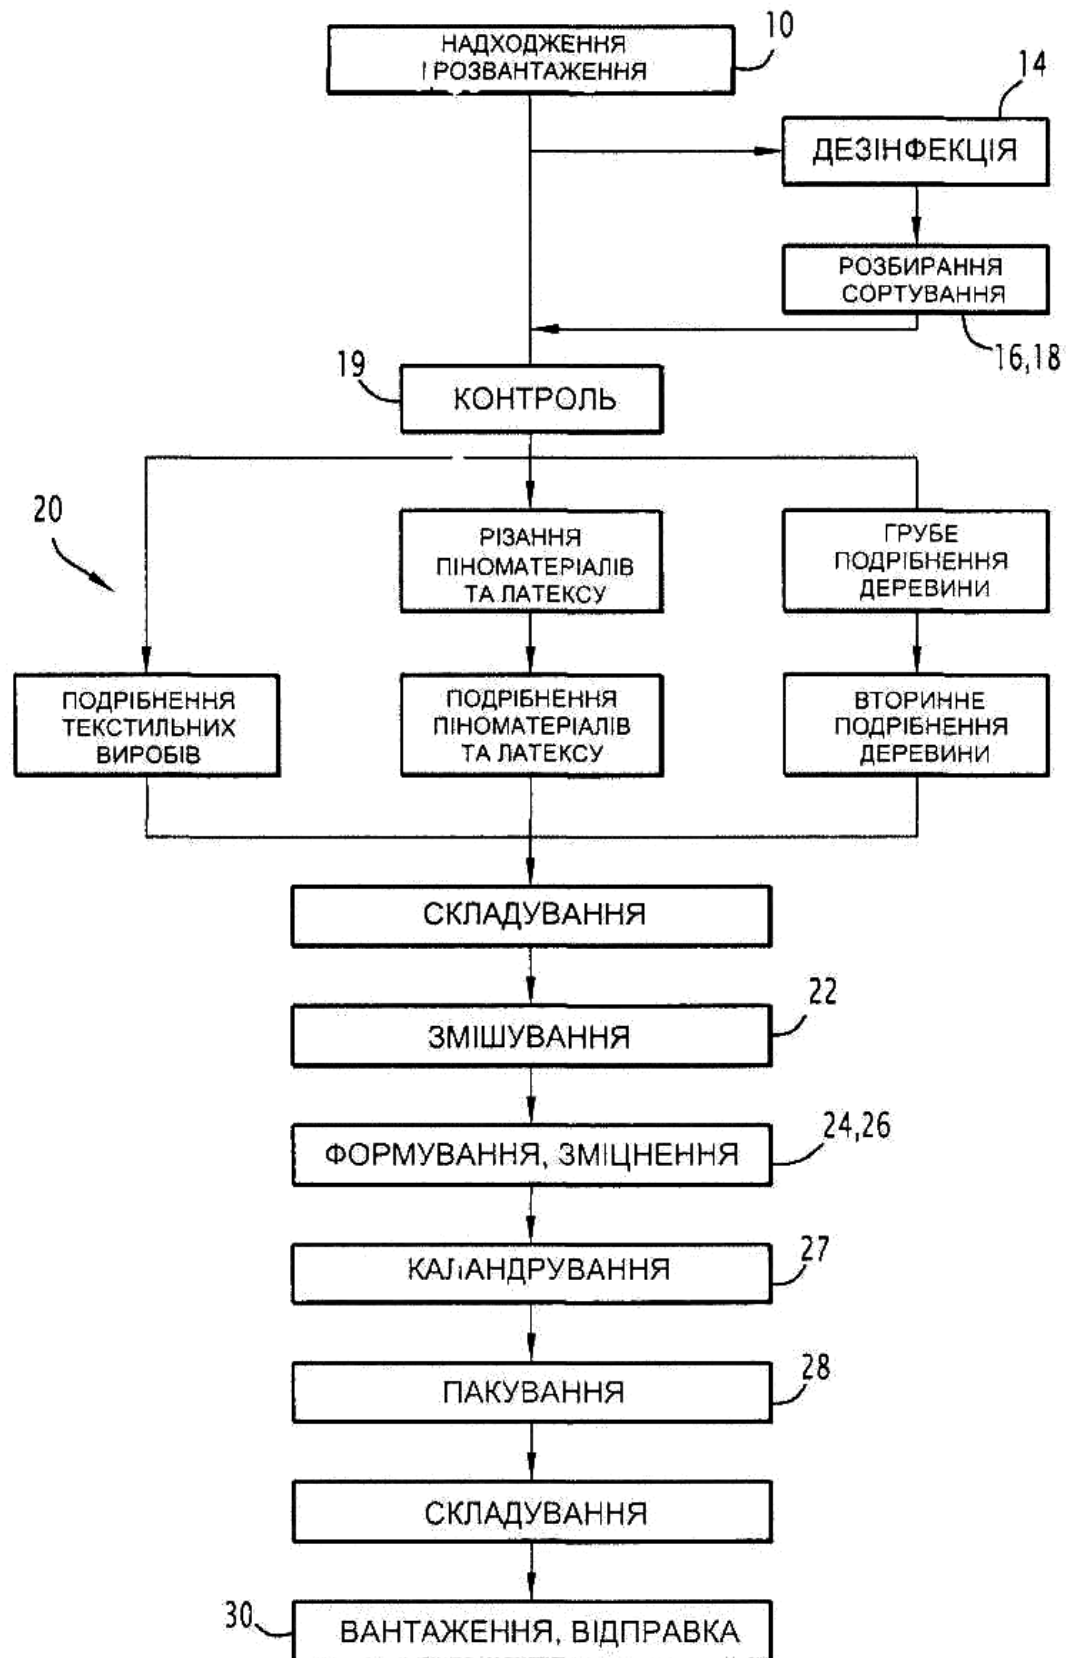 НАДХОДЖЕННЯ
І РОЗВАНТАЖЕННЯ
10
14
ДЕЗІНФЕКЦІЯ
РОЗБИРАННЯ
СОРТУВАННЯ
16,18
19
КОНТРОЛЬ
20
РІЗАННЯ
ПІНОМАТЕРІАЛІВ
ТА ЛАТЕКСУ
ГРУБЕ
ПОДРІБНЕННЯ
ДЕРЕВИНИ
ПОДРІБНЕННЯ
ТЕКСТИЛЬНИХ
ВИРОБІВ
ПОДРІБНЕННЯ
ПІНОМАТЕРІАЛІВ
ТА ЛАТЕКСУ
ВТОРИННЕ
ПОДРІБНЕННЯ
ДЕРЕВИНИ
СКЛАДУВАННЯ
ЗМІШУВАННЯ
22
ФОРМУВАННЯ, ЗМІЦНЕННЯ
24,26
КАЛАНДРУВАННЯ
27
ПАКУВАННЯ
28
СКЛАДУВАННЯ
30
ВАНТАЖЕННЯ, ВІДПРАВКА